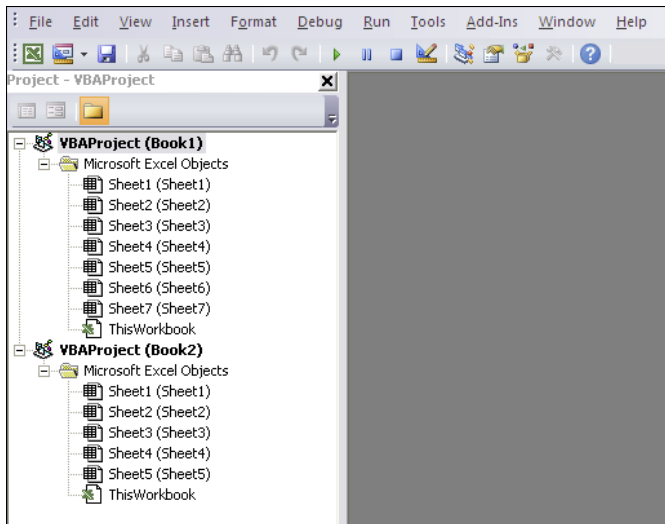 File Edit View Insert Format Debug Run Tools Add-Ins Window Help
Project - VBAProject
VBAProject (Book1)
Microsoft Excel Objects
Sheet1 (Sheet1)
Sheet2 (Sheet2)
Sheet3 (Sheet3)
Sheet4 (Sheet4)
Sheet5 (Sheet5)
Sheet6 (Sheet6)
Sheet7 (Sheet7)
ThisWorkbook
VBAProject (Book2)
Microsoft Excel Objects
Sheet1 (Sheet1)
Sheet2 (Sheet2)
Sheet3 (Sheet3)
Sheet4 (Sheet4)
Sheet5 (Sheet5)
ThisWorkbook